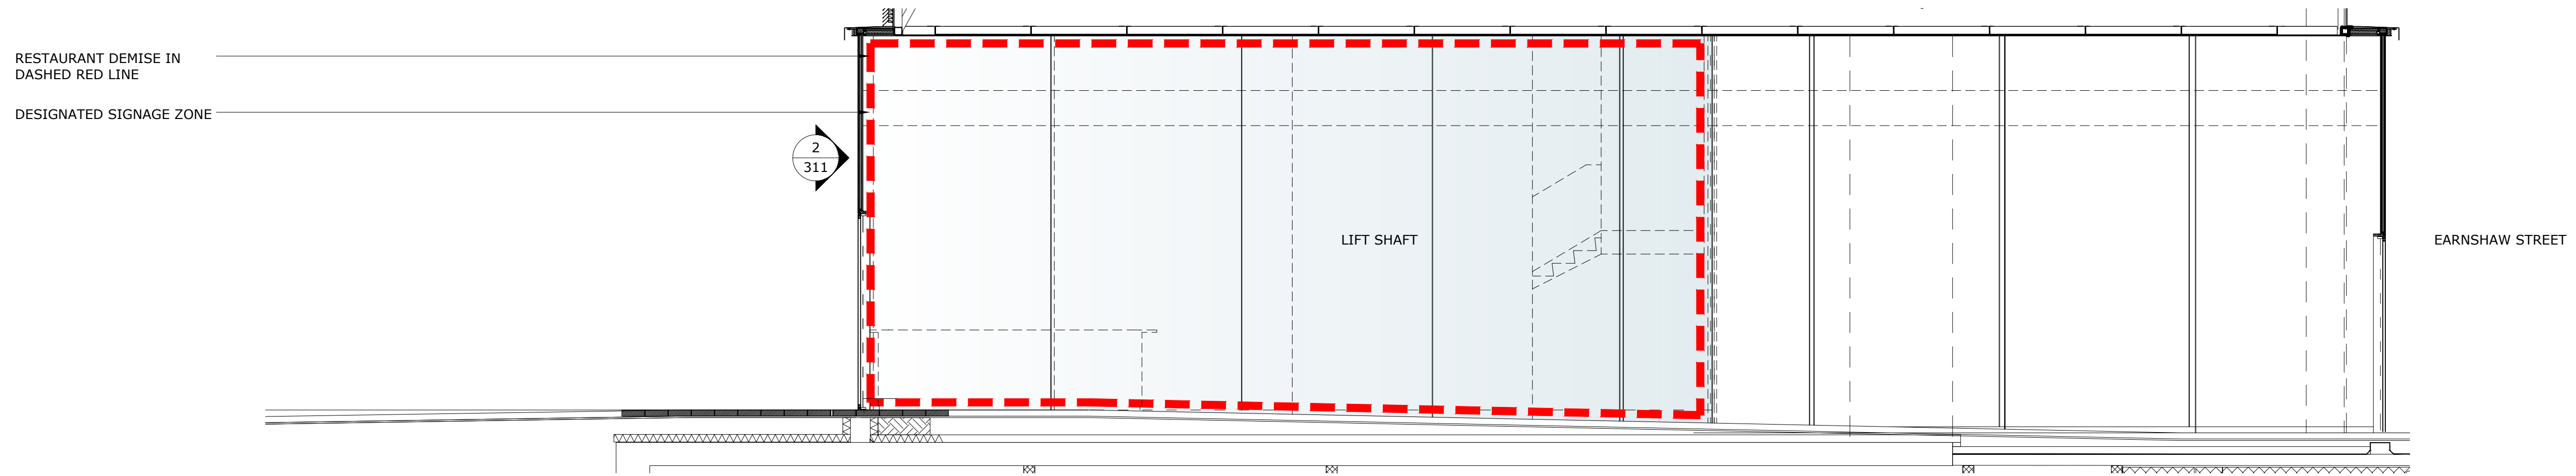 RESTAURANT DEMISE IN
DASHED RED LINE
DESIGNATED SIGNAGE ZONE
2
311
LIFT SHAFT
EARNSHAW STREET